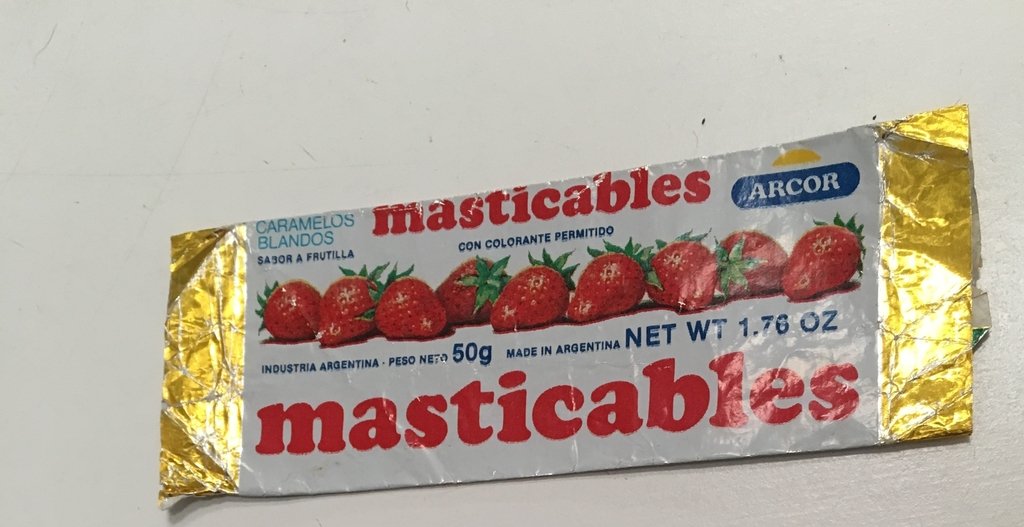 CARAMELOS
BLANDOS
SABOR A FRUTILLA
masticables
CON COLORANTE PERMITIDO
ARCOR
INDUSTRIA ARGENTINA - PESO NETO 50g MADE IN ARGENTINA NET WT 1.76 OZ
masticables